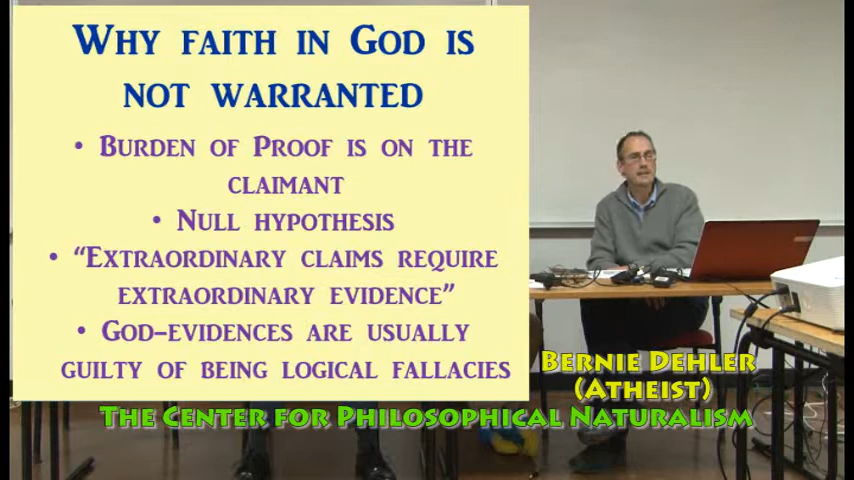 WHY FAITH IN GOD IS
NOT WARRANTED
• BURDEN OF PROOF IS ON THE
CLAIMANT
• NULL HYPOTHESIS
• “EXTRAORDINARY CLAIMS REQUIRE
EXTRAORDINARY EVIDENCE”
• GOD-EVIDENCES ARE USUALLY
GUILTY OF BEING LOGICAL FALLACIES
BERNIE DEHLER
(ATHEIST)
THE CENTER FOR PHILOSOPHICAL NATURALISM